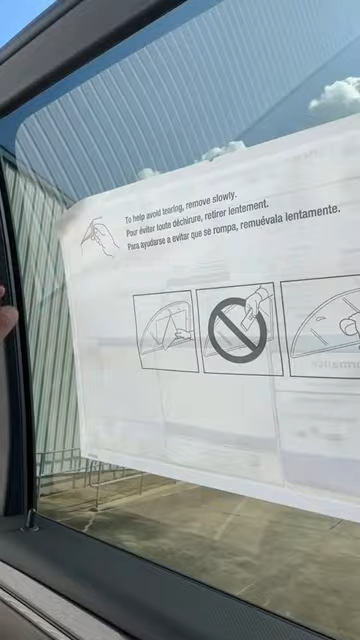 To help avoid tearing, remove slowly.
Pour éviter toute déchirure, retirer lentement.
Para ayudarse a evitar que se rompa, remuévala lentamente.